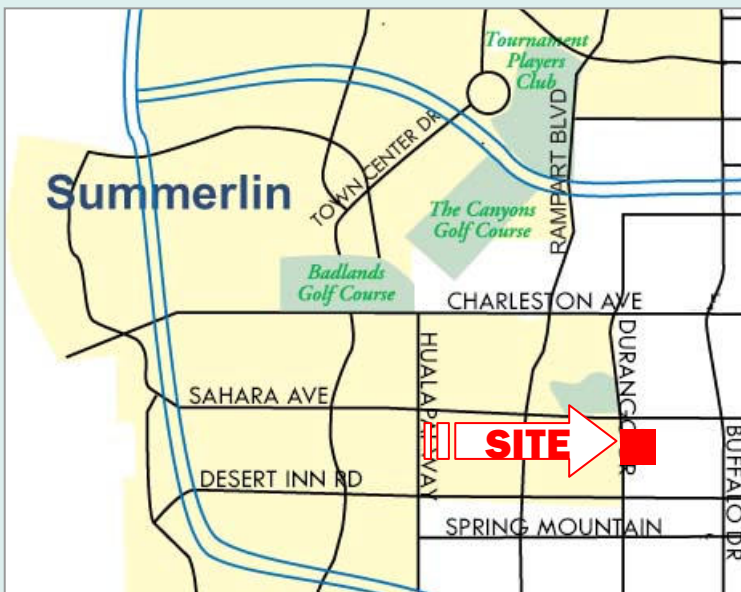 Tournament
Players
Club
RAMPART BLVD
TOWN CENTER DR
Summerlin
The Canyons
Golf Course
Badlands
Golf Course
CHARLESTON AVE
HUALAPAI WAY
DURANGO DR
SAHARA AVE
SITE
BUFFALO DR
DESERT INN RD
SPRING MOUNTAIN